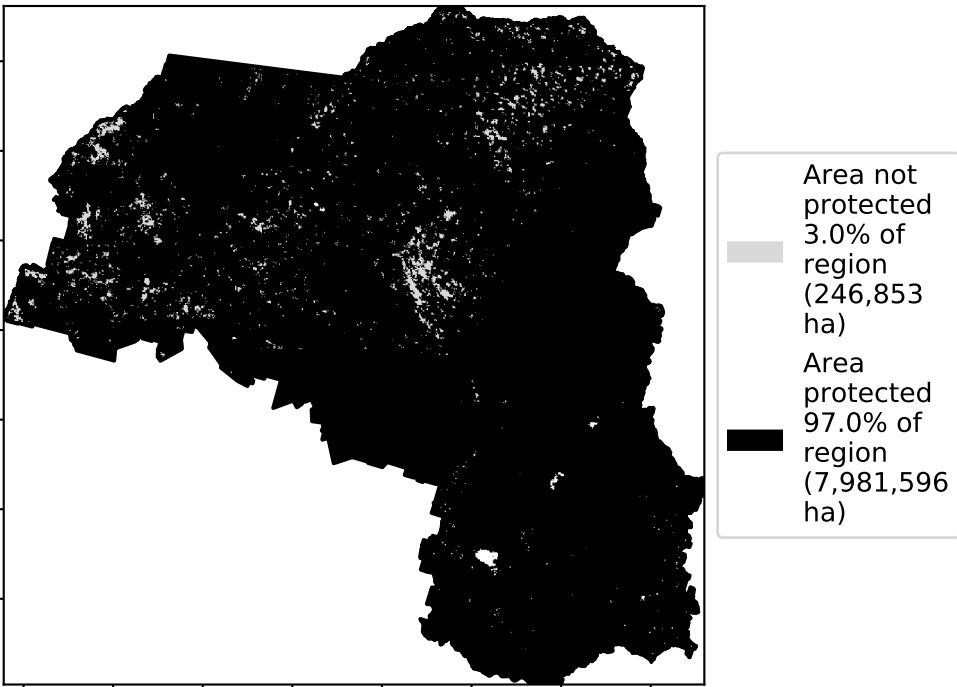 Area not
protected
3.0% of
region
(246,853
ha)
Area
protected
97.0% of
region
(7,981,596
ha)